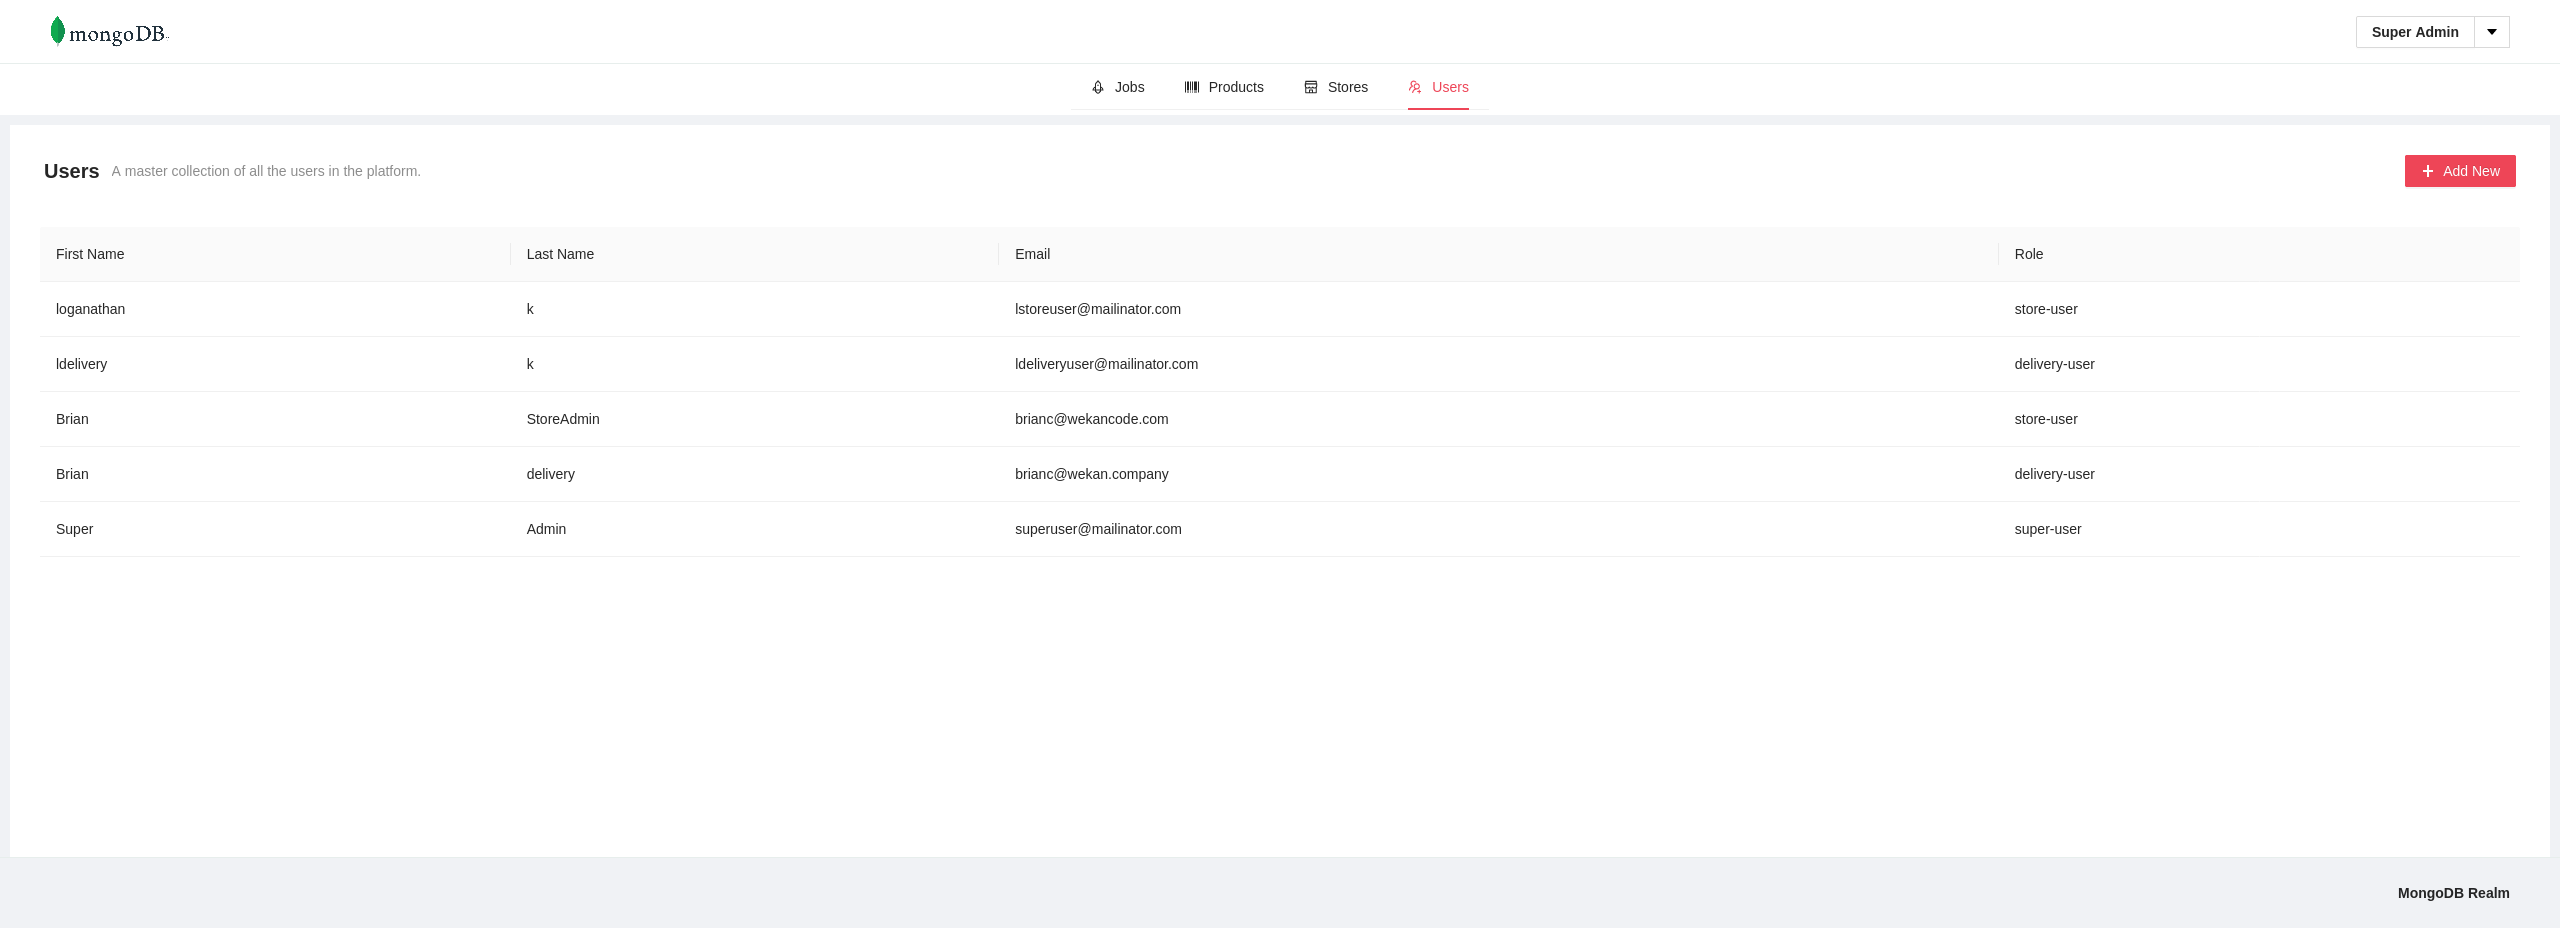 mongoDB
Super Admin
Jobs Products Stores Users
Users A master collection of all the users in the platform.
Add New
First Name Last Name Email Role
loganathan k lstoreuser@mailinator.com store-user
ldelivery k ldeliveryuser@mailinator.com delivery-user
Brian StoreAdmin brianc@wekancode.com store-user
Brian delivery brianc@wekan.company delivery-user
Super Admin superuser@mailinator.com super-user
MongoDB Realm